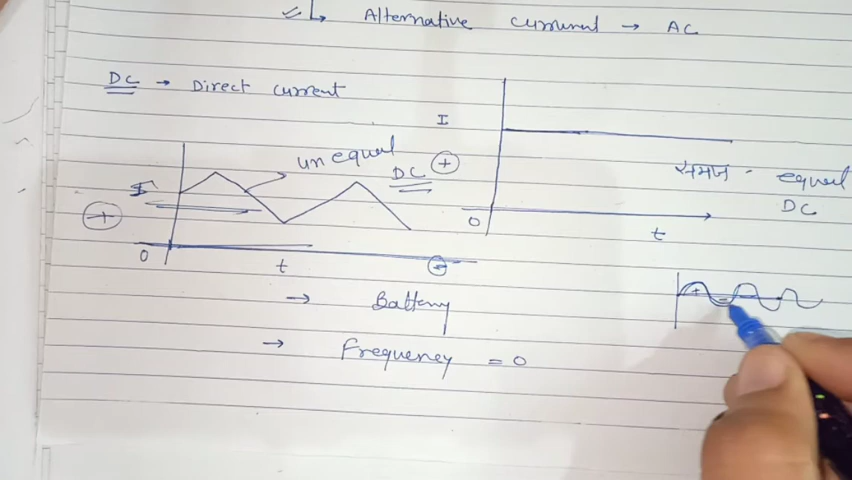 Alternative current → AC
DC → Direct current
I
unequal
DC
+
I
+
समान - equal
DC
0
t
0
t
-
+
-
→ Battery
→ Frequency = 0